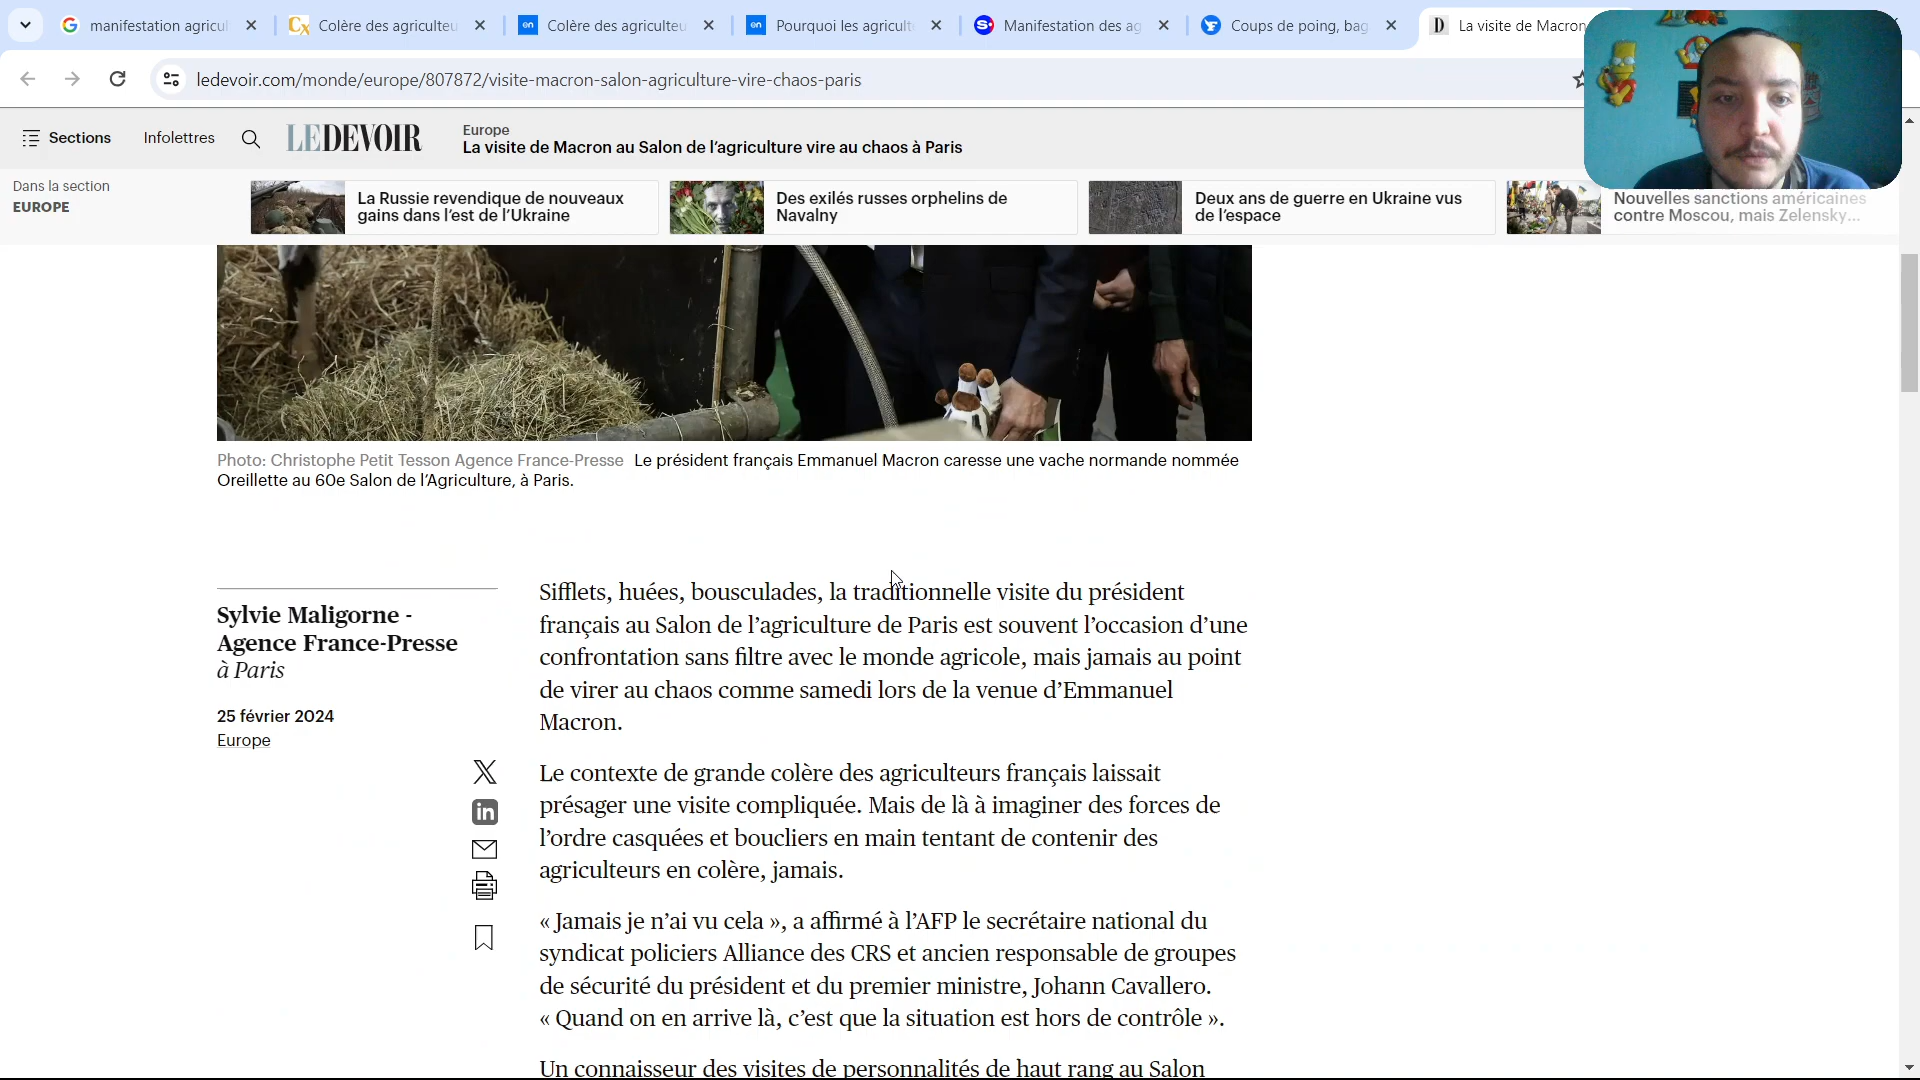 manifestation agricul
Colère des agriculteu
Colère des agriculteu
Pourquoi les agricult
Manifestation des ag
Coups de poing, bag
La visite de Macron
ledevoir.com/monde/europe/807872/visite-macron-salon-agriculture-vire-chaos-paris
Sections
Infolettres
LE DEVOIR
Europe
La visite de Macron au Salon de l’agriculture vire au chaos à Paris
Dans la section
EUROPE
La Russie revendique de nouveaux
gains dans l’est de l’Ukraine
Des exilés russes orphelins de
Navalny
Deux ans de guerre en Ukraine vus
de l’espace
Nouvelles sanctions américaines
contre Moscou, mais Zelensky...
Photo: Christophe Petit Tesson Agence France-Presse Le président français Emmanuel Macron caresse une vache normande nommée
Oreillette au 60e Salon de l’Agriculture, à Paris.
Sylvie Maligorne -
Agence France-Presse
à Paris
25 février 2024
Europe
Sifflets, huées, bousculades, la traditionnelle visite du président
français au Salon de l’agriculture de Paris est souvent l’occasion d’une
confrontation sans filtre avec le monde agricole, mais jamais au point
de virer au chaos comme samedi lors de la venue d’Emmanuel
Macron.
Le contexte de grande colère des agriculteurs français laissait
présager une visite compliquée. Mais de là à imaginer des forces de
l’ordre casquées et boucliers en main tentant de contenir des
agriculteurs en colère, jamais.
« Jamais je n’ai vu cela », a affirmé à l’AFP le secrétaire national du
syndicat policiers Alliance des CRS et ancien responsable de groupes
de sécurité du président et du premier ministre, Johann Cavallero.
« Quand on en arrive là, c’est que la situation est hors de contrôle ».
Un connaisseur des visites de personnalités de haut rang au Salon